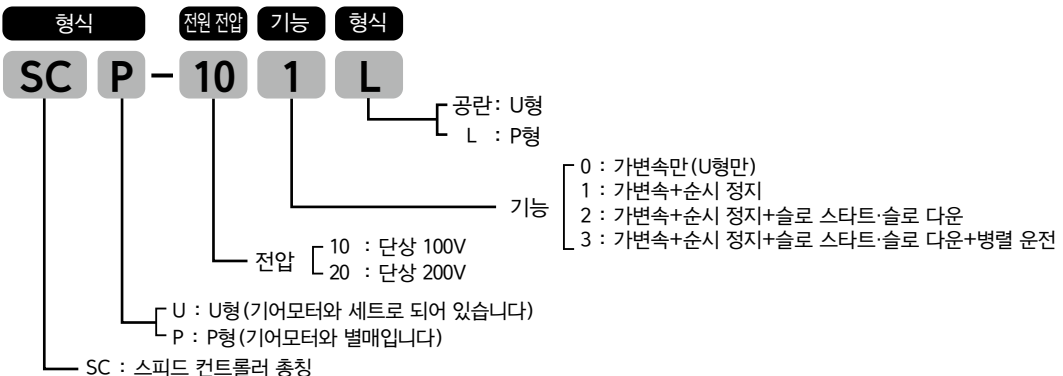 형식 전원 전압 기능 형식
SC P - 10 1 L
공란 : U형
L : P형
0 : 가변속만(U형만)
1 : 가변속+순시 정지
기능
2 : 가변속+순시 정지+슬로 스타트·슬로 다운
3 : 가변속+순시 정지+슬로 스타트·슬로 다운+병렬 운전
10 : 단상 100V
전압
20 : 단상 200V
U : U형(기어모터와 세트로 되어 있습니다)
P : P형(기어모터와 별매입니다)
SC : 스피드 컨트롤러 총칭